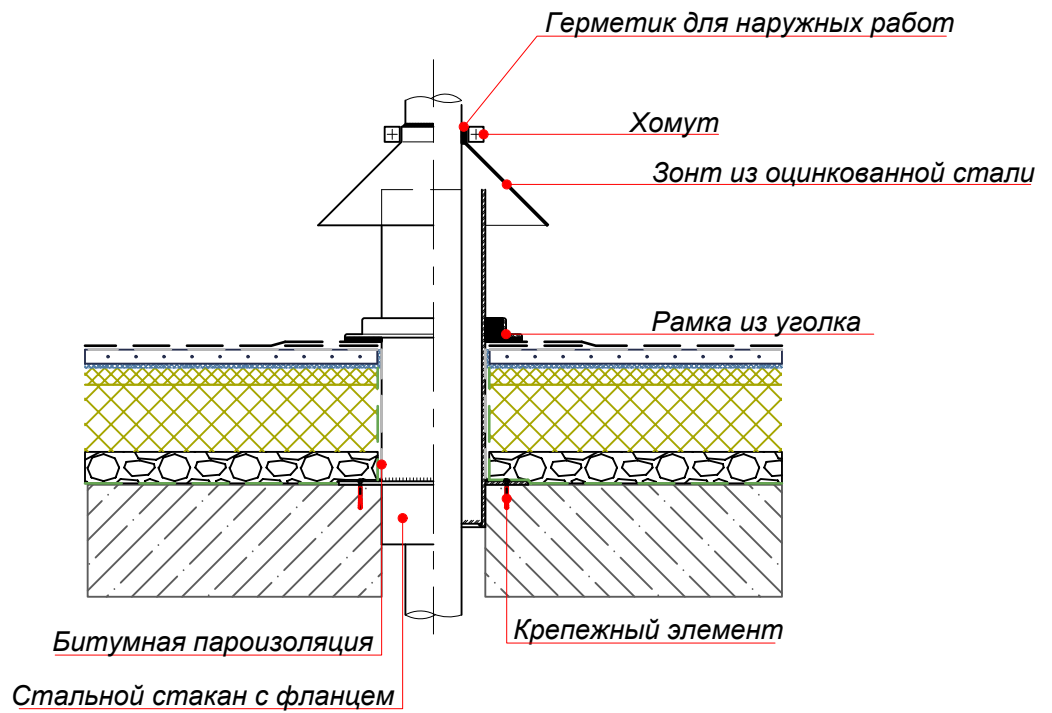 Герметик для наружных работ
Хомут
Зонт из оцинкованной стали
Рамка из уголка
Крепежный элемент
Битумная пароизоляция
Стальной стакан с фланцем